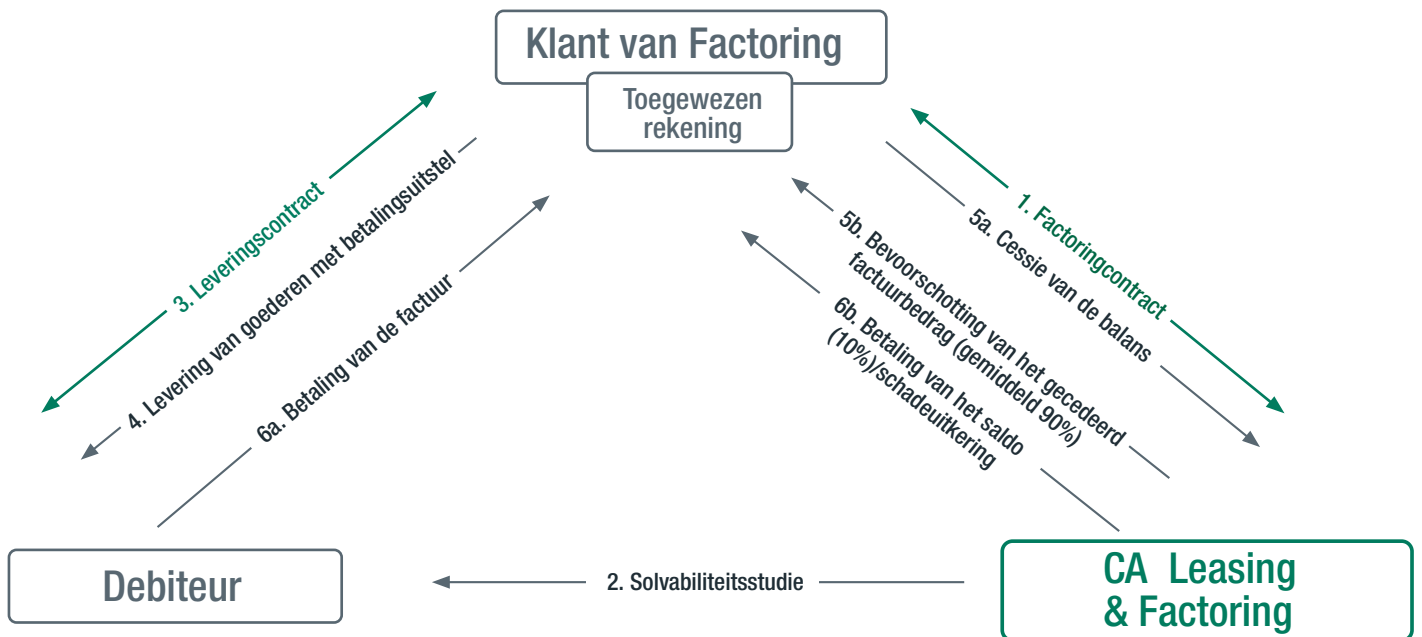 Klant van Factoring
Toegewezen
rekening
3. Leveringscontract
4. Levering van goederen met betalingsuitstel
6a. Betaling van de factuur
1. Factoringcontract
5a. Cessie van de balans
5b. Bevoorschotting van het gecedeerd
factuurbedrag (gemiddeld 90%)
6b. Betaling van het saldo
(10%)/schadeuitkering
Debiteur
2. Solvabiliteitsstudie
CA Leasing
& Factoring